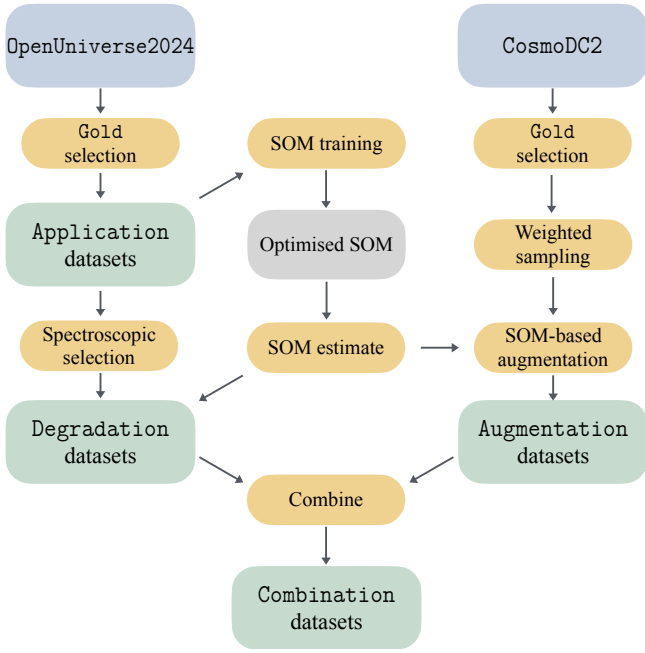 OpenUniverse2024
CosmoDC2
Gold
selection
SOM training
Gold
selection
Application
datasets
Optimised SOM
Weighted
sampling
Spectroscopic
selection
SOM estimate
SOM-based
augmentation
Degradation
datasets
Augmentation
datasets
Combine
Combination
datasets